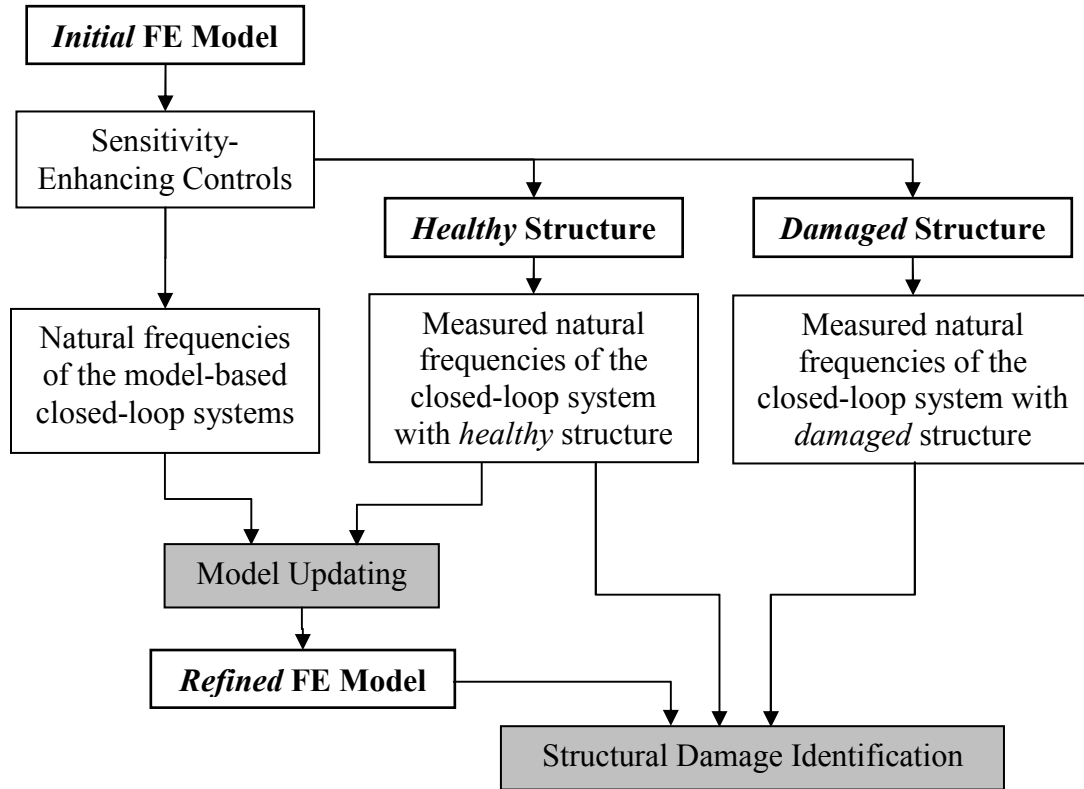 Initial FE Model
Sensitivity-
Enhancing Controls
Healthy Structure
Damaged Structure
Natural frequencies
of the model-based
closed-loop systems
Measured natural
frequencies of the
closed-loop system
with healthy structure
Measured natural
frequencies of the
closed-loop system with
damaged structure
Model Updating
Refined FE Model
Structural Damage Identification